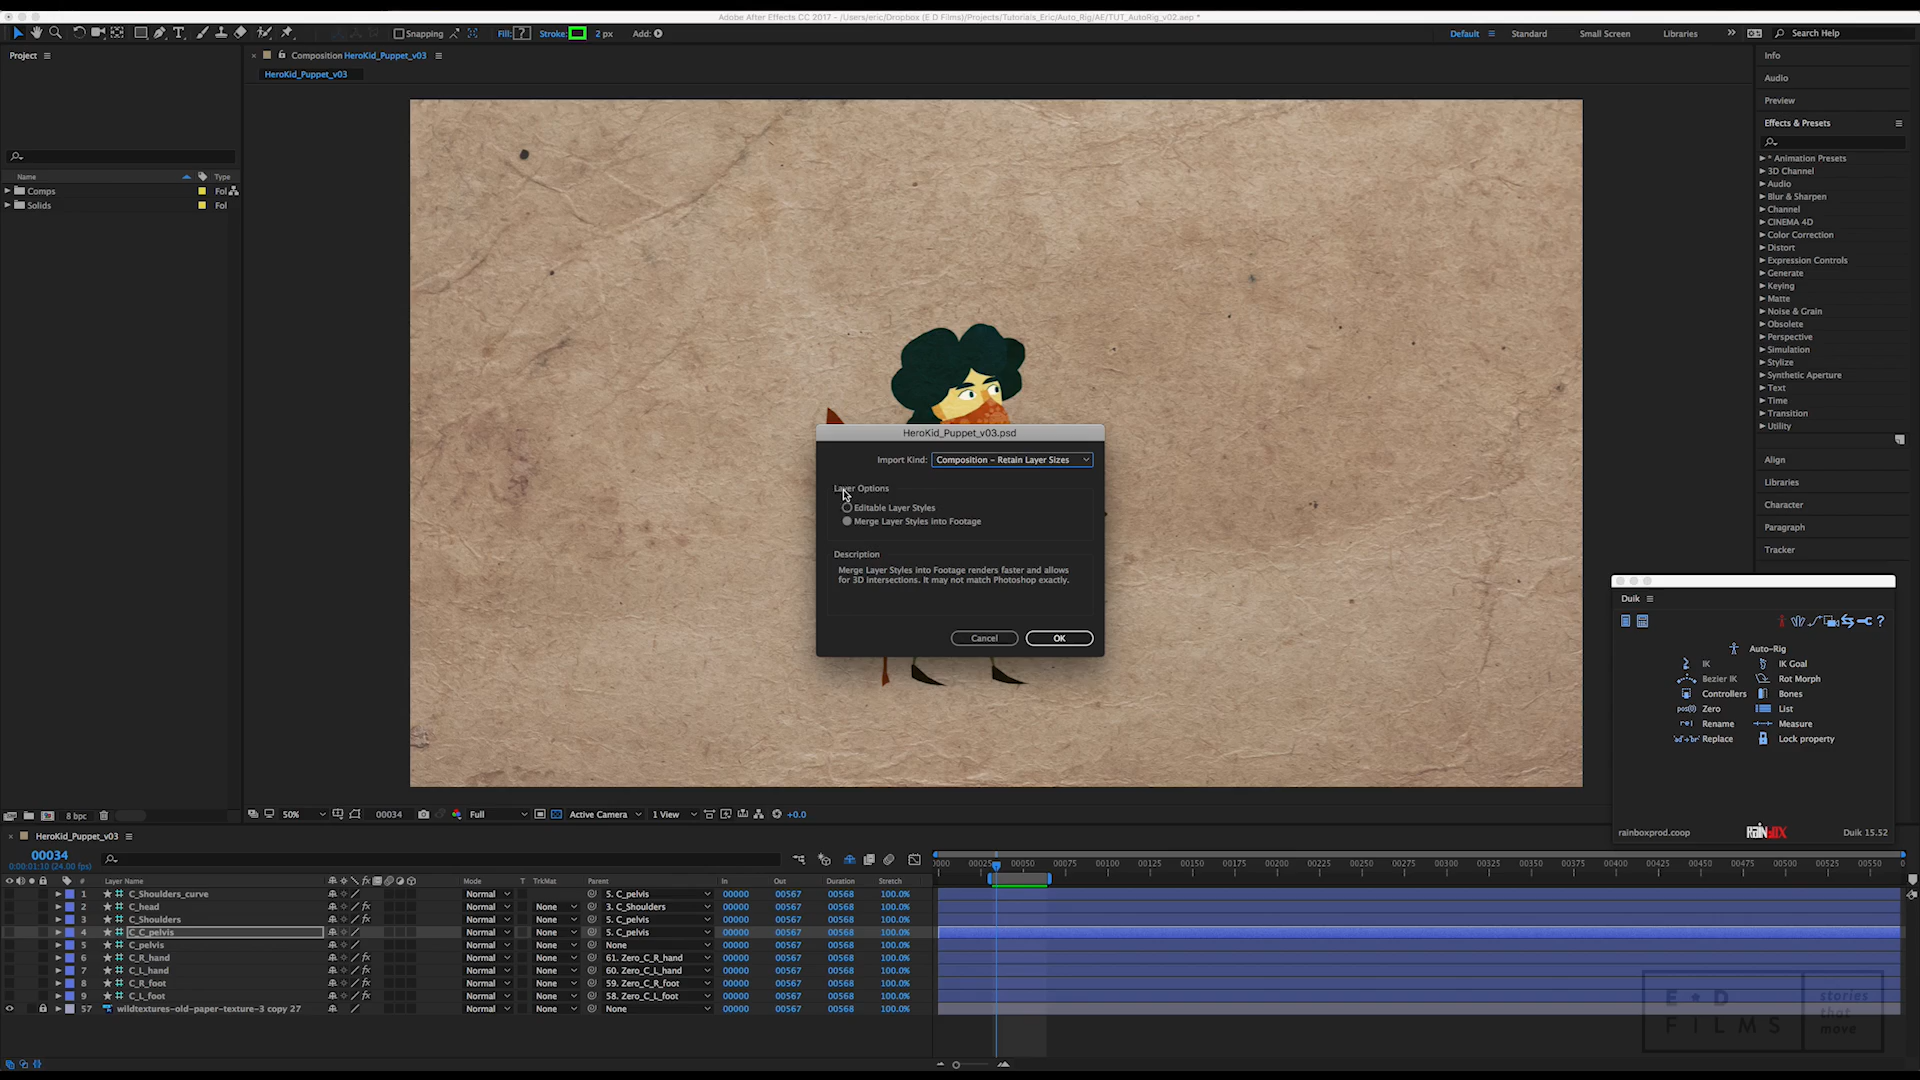 Adobe After Effects CC 2017 - /Users/eric/Dropbox (E D Films)/Projects/Tutorials_Eric/Auto_Rig/AE/TUT_AutoRig_v02.aep *
Snapping Fill: ? Stroke: 2 px Add: Default Standard Small Screen Libraries Search Help
Project
Composition HeroKid_Puppet_v03
HeroKid_Puppet_v03
Name Type
Comps Fol
Solids Fol
Info
Audio
Preview
Effects & Presets
* Animation Presets
3D Channel
Audio
Blur & Sharpen
Channel
CINEMA 4D
Color Correction
Distort
Expression Controls
Generate
Keying
Matte
Noise & Grain
Obsolete
Perspective
Simulation
Stylize
Synthetic Aperture
Text
Time
Transition
Utility
Align
Libraries
Character
Paragraph
Tracker
HeroKid_Puppet_v03.psd
Import Kind: Composition – Retain Layer Sizes
Layer Options
Editable Layer Styles
Merge Layer Styles into Footage
Description
Merge Layer Styles into Footage renders faster and allows
for 3D intersections. It may not match Photoshop exactly.
Cancel OK
Duik
?
Auto-Rig
IK IK Goal
Bezier IK Rot Morph
Controllers Bones
pos(0) Zero List
Rename Measure
Replace Lock property
rainboxprod.coop RAINBOX Duik 15.52
8 bpc
50% 00034 Full Active Camera 1 View +0.0
HeroKid_Puppet_v03
00034
0:00:01:10 (24.00 fps)
0000 00025 00050 00075 00100 00125 00150 00175 00200 00225 00250 00275 00300 00325 00350 00375 00400 00425 00450 00475 00500 00525 00550
# Layer Name Mode T TrkMat Parent In Out Duration Stretch
1 C_Shoulders_curve Normal 5. C_pelvis 00000 00567 00568 100.0%
2 C_head Normal None 3. C_Shoulders 00000 00567 00568 100.0%
3 C_Shoulders Normal None 5. C_pelvis 00000 00567 00568 100.0%
4 C_C_pelvis Normal None 5. C_pelvis 00000 00567 00568 100.0%
5 C_pelvis Normal None None 00000 00567 00568 100.0%
6 C_R_hand Normal None 61. Zero_C_R_hand 00000 00567 00568 100.0%
7 C_L_hand Normal None 60. Zero_C_L_hand 00000 00567 00568 100.0%
8 C_R_foot Normal None 59. Zero_C_R_foot 00000 00567 00568 100.0%
9 C_L_foot Normal None 58. Zero_C_L_foot 00000 00567 00568 100.0%
57 wildtextures-old-paper-texture-3 copy 27 Normal None None 00000 00567 00568 100.0%
E D
FILMS
stories
that
move